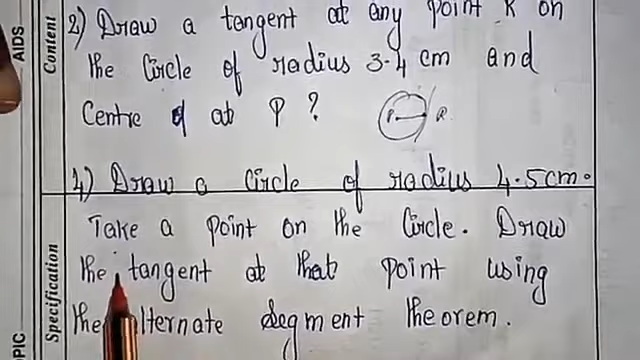 AIDS
Content
2) Draw a tangent at any point R on
the Circle of radius 3.4 cm and
Centre at P ?
P
R
4) Draw a circle of radius 4.5cm.
Take a point on the Circle. Draw
the tangent at that point using
the alternate segment theorem.
Specification
PIC